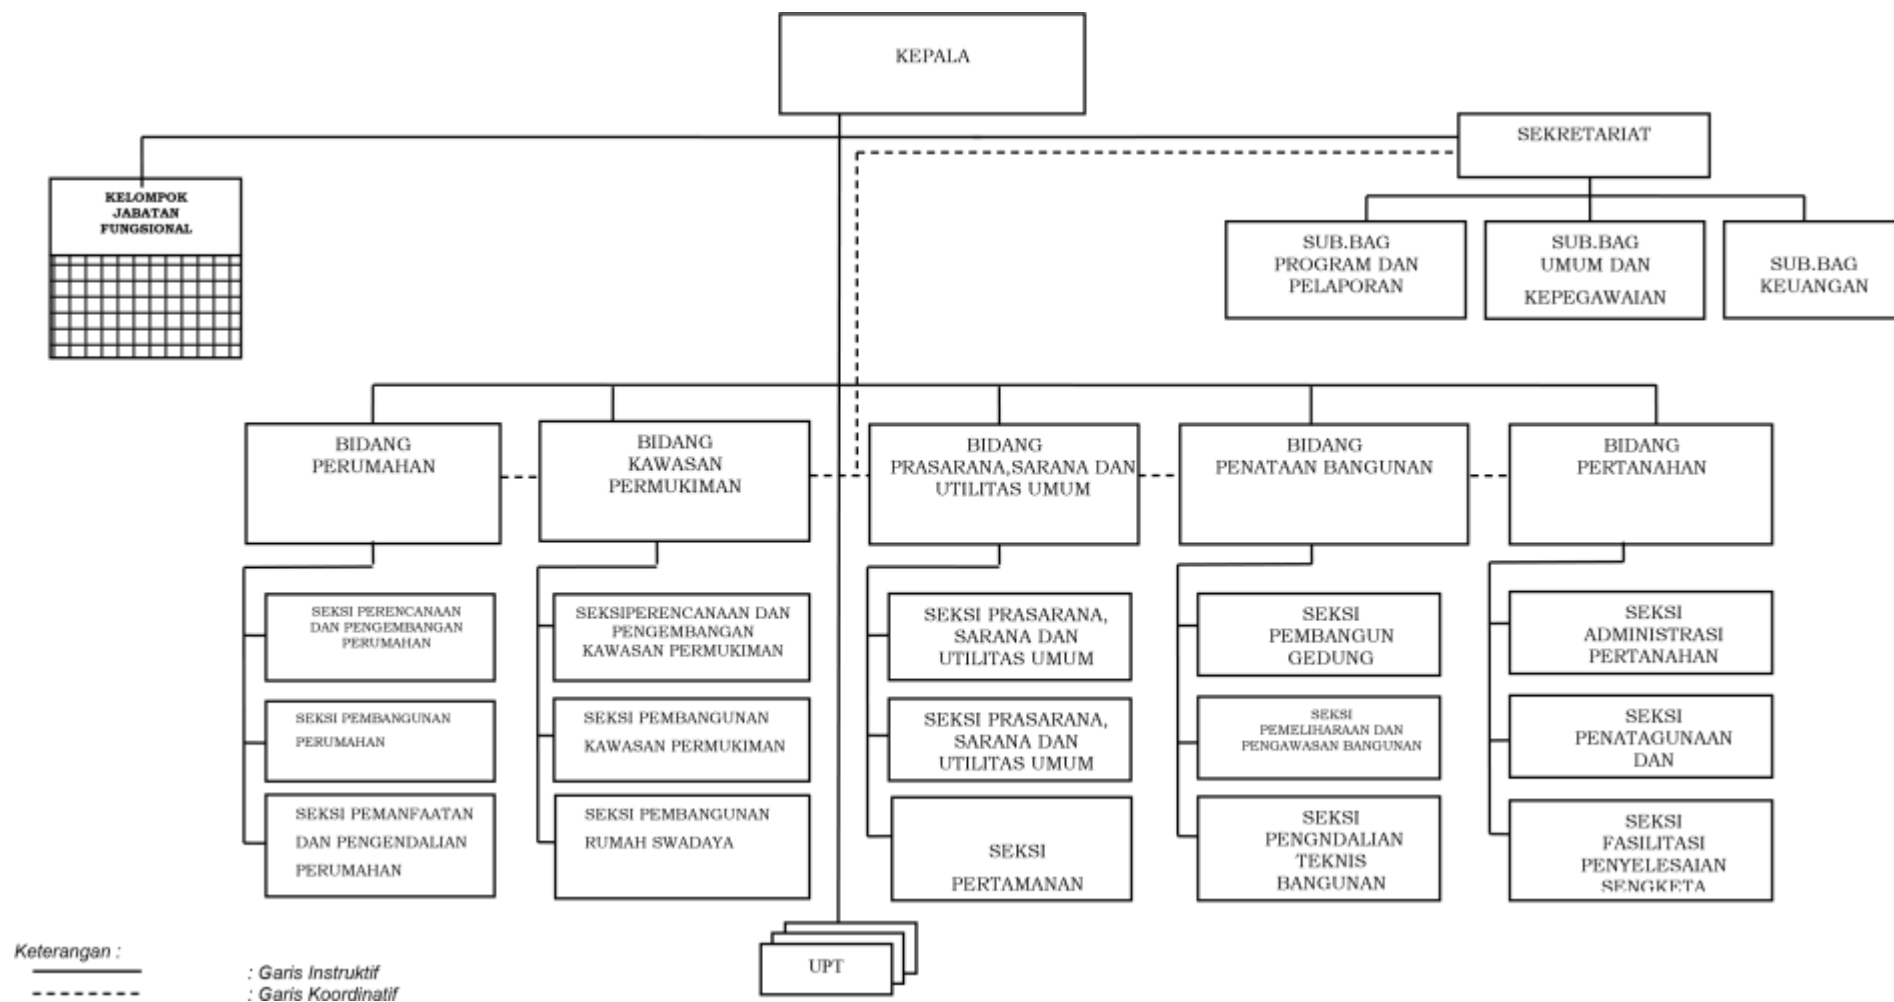 KEPALA
SEKRETARIAT
KELOMPOK
JABATAN
FUNGSIONAL
SUB.BAG
PROGRAM DAN
PELAPORAN
SUB.BAG
UMUM DAN
KEPEGAWAIAN
SUB.BAG
KEUANGAN
BIDANG
PERUMAHAN
BIDANG
KAWASAN
PERMUKIMAN
BIDANG
PRASARANA,SARANA DAN
UTILITAS UMUM
BIDANG
PENATAAN BANGUNAN
BIDANG
PERTANAHAN
SEKSI PERENCANAAN
DAN PENGEMBANGAN
PERUMAHAN
SEKSIPERENCANAAN DAN
PENGEMBANGAN
KAWASAN PERMUKIMAN
SEKSI PRASARANA,
SARANA DAN
UTILITAS UMUM
SEKSI
PEMBANGUN
GEDUNG
SEKSI
ADMINISTRASI
PERTANAHAN
SEKSI PEMBANGUNAN
PERUMAHAN
SEKSI PEMBANGUNAN
KAWASAN PERMUKIMAN
SEKSI PRASARANA,
SARANA DAN
UTILITAS UMUM
SEKSI
PEMELIHARAAN DAN
PENGAWASAN BANGUNAN
SEKSI
PENATAGUNAAN
DAN
SEKSI PEMANFAATAN
DAN PENGENDALIAN
PERUMAHAN
SEKSI PEMBANGUNAN
RUMAH SWADAYA
SEKSI
PERTAMANAN
SEKSI
PENGNDALIAN
TEKNIS
BANGUNAN
SEKSI
FASILITASI
PENYELESAIAN
SENGKETA
UPT
Keterangan :
: Garis Instruktif
: Garis Koordinatif